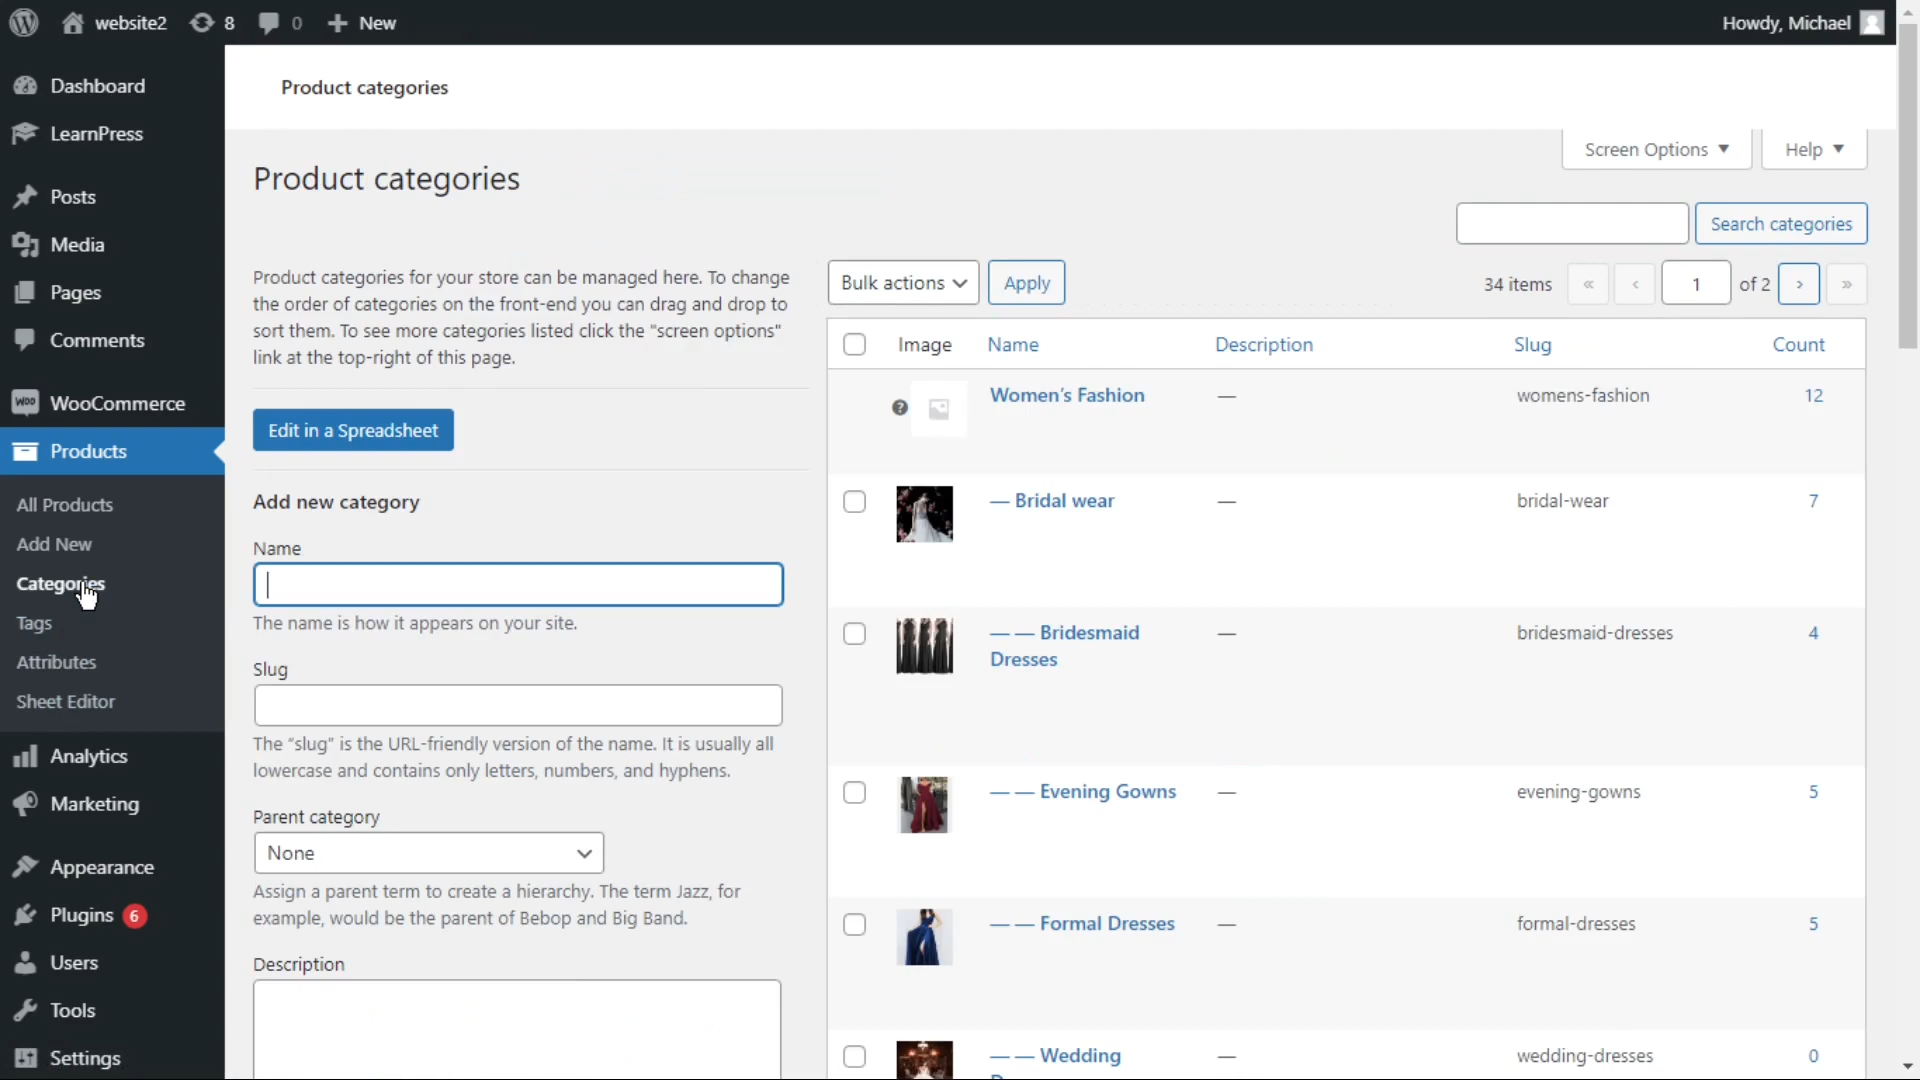 website2
8
0
New
Howdy, Michael
Dashboard
LearnPress
Posts
Media
Pages
Comments
WooCommerce
Products
All Products
Add New
Categories
Tags
Attributes
Sheet Editor
Analytics
Marketing
Appearance
Plugins 6
Users
Tools
Settings
Product categories
Screen Options
Help
Product categories
Search categories
Product categories for your store can be managed here. To change
the order of categories on the front-end you can drag and drop to
sort them. To see more categories listed click the "screen options"
link at the top-right of this page.
Edit in a Spreadsheet
Add new category
Name
The name is how it appears on your site.
Slug
The “slug” is the URL-friendly version of the name. It is usually all
lowercase and contains only letters, numbers, and hyphens.
Parent category
None
Assign a parent term to create a hierarchy. The term Jazz, for
example, would be the parent of Bebop and Big Band.
Description
Bulk actions
Apply
34 items « ‹ 1 of 2 › »
Image Name Description Slug Count
Women’s Fashion — womens-fashion 12
— Bridal wear — bridal-wear 7
— — Bridesmaid — bridesmaid-dresses 4
Dresses
— — Evening Gowns — evening-gowns 5
— — Formal Dresses — formal-dresses 5
— — Wedding — wedding-dresses 0